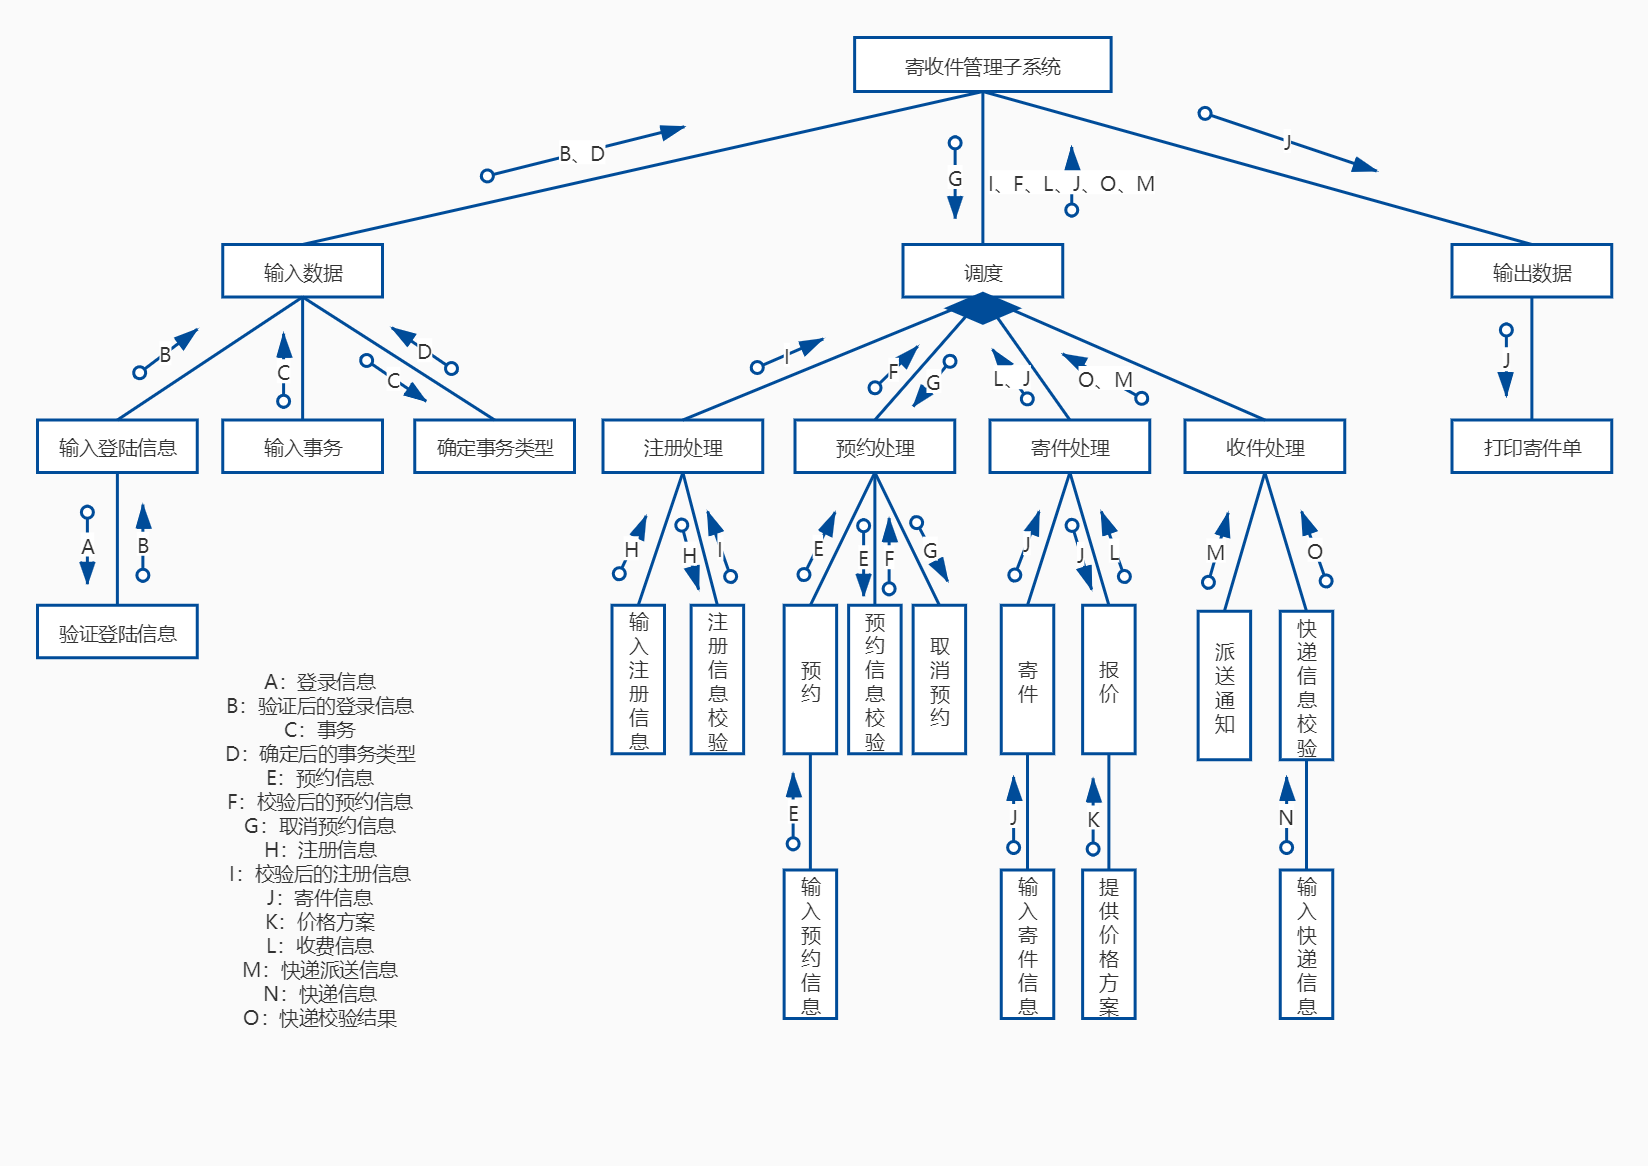 寄收件管理子系统
B、D
G
I、F、L、J、O、M
J
输入数据
调度
输出数据
B
C
C
D
I
F
G
L、J
O、M
J
输入登陆信息
输入事务
确定事务类型
注册处理
预约处理
寄件处理
收件处理
打印寄件单
A
B
H
H
I
E
E
F
G
J
J
L
M
O
验证登陆信息
输入注册信息
注册信息校验
预约
预约信息校验
取消预约
寄件
报价
派送通知
快递信息校验
E
J
K
N
输入预约信息
输入寄件信息
提供价格方案
输入快递信息
A：登录信息
B：验证后的登录信息
C：事务
D：确定后的事务类型
E：预约信息
F：校验后的预约信息
G：取消预约信息
H：注册信息
I：校验后的注册信息
J：寄件信息
K：价格方案
L：收费信息
M：快递派送信息
N：快递信息
O：快递校验结果